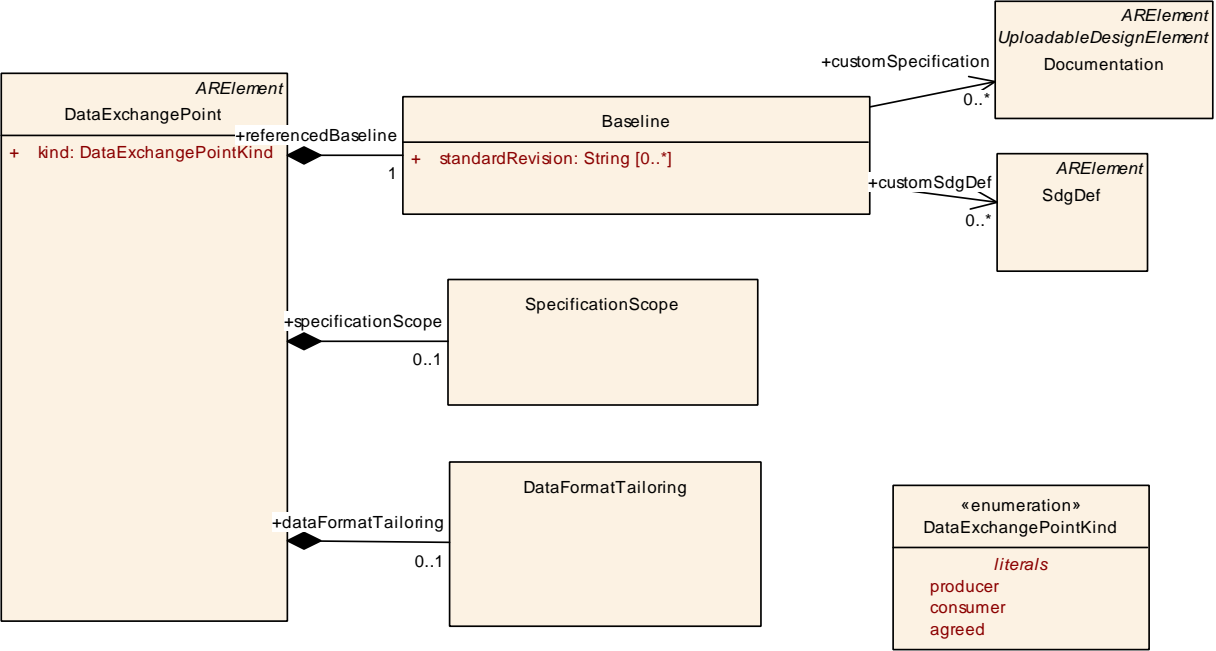 ARElement
DataExchangePoint
+ kind: DataExchangePointKind
+referencedBaseline
1
Baseline
+ standardRevision: String [0..*]
+customSpecification
0..*
ARElement
UploadableDesignElement
Documentation
+customSdgDef
0..*
ARElement
SdgDef
+specificationScope
0..1
SpecificationScope
+dataFormatTailoring
0..1
DataFormatTailoring
«enumeration»
DataExchangePointKind
literals
producer
consumer
agreed